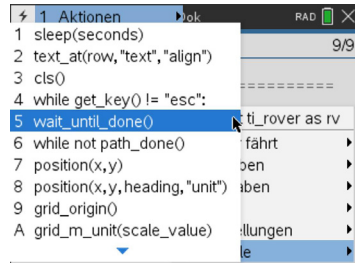 1 Aktionen
Dok
RAD
9/9
==========
1 sleep(seconds)
2 text_at(row,"text","align")
3 cls()
4 while get_key() != "esc":
5 wait_until_done()
ti_rover as rv
6 while not path_done()
fährt
7 position(x,y)
8 position(x,y,heading,"unit")
9 grid_origin()
A grid_m_unit(scale_value)